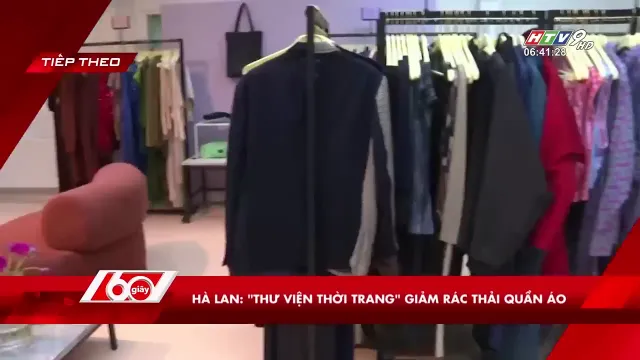 TIẾP THEO
HTV9 HD
06:41:28
60 giây
HÀ LAN: "THƯ VIỆN THỜI TRANG" GIẢM RÁC THẢI QUẦN ÁO